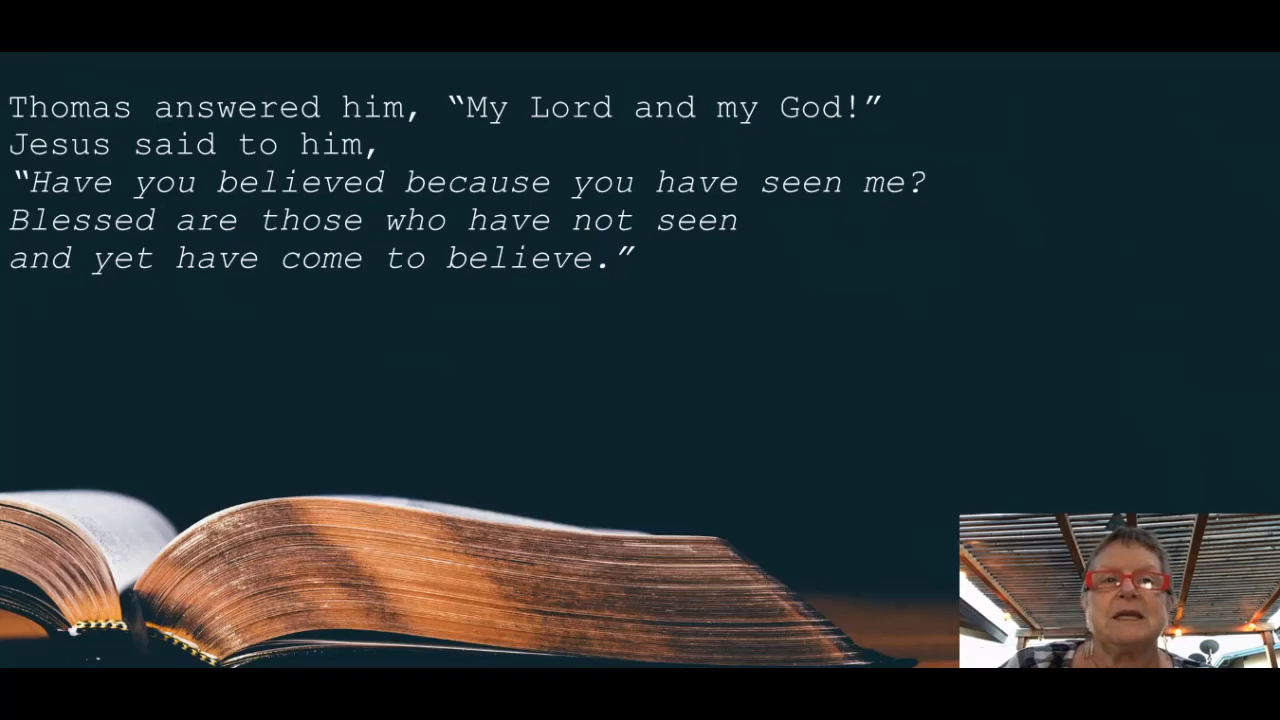 Thomas answered him, “My Lord and my God!”
Jesus said to him,
“Have you believed because you have seen me?
Blessed are those who have not seen
and yet have come to believe.”